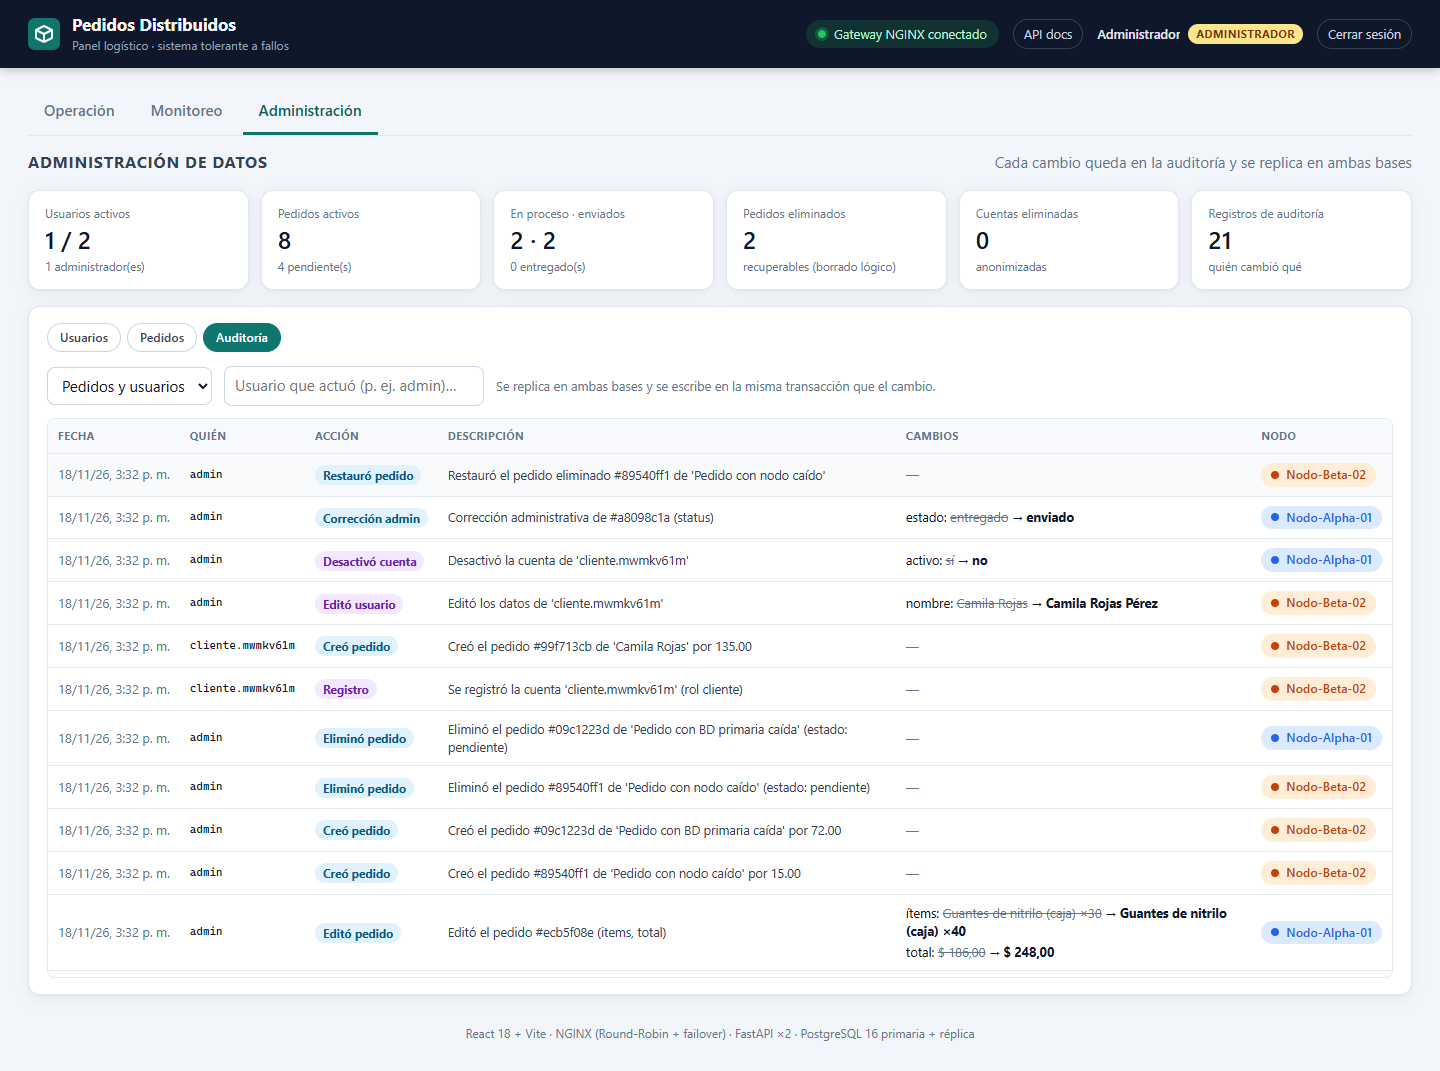 Pedidos Distribuidos
Panel logístico · sistema tolerante a fallos
Gateway NGINX conectado
API docs
Administrador ADMINISTRADOR
Cerrar sesión
Operación Monitoreo Administración
ADMINISTRACIÓN DE DATOS
Cada cambio queda en la auditoría y se replica en ambas bases
Usuarios activos
1 / 2
1 administrador(es)
Pedidos activos
8
4 pendiente(s)
En proceso · enviados
2 · 2
0 entregado(s)
Pedidos eliminados
2
recuperables (borrado lógico)
Cuentas eliminadas
0
anonimizadas
Registros de auditoría
21
quién cambió qué
Usuarios Pedidos Auditoría
Pedidos y usuarios
Usuario que actuó (p. ej. admin)...
Se replica en ambas bases y se escribe en la misma transacción que el cambio.
FECHA QUIÉN ACCIÓN DESCRIPCIÓN CAMBIOS NODO
18/11/26, 3:32 p. m. admin Restauró pedido Restauró el pedido eliminado #89540ff1 de 'Pedido con nodo caído' — Nodo-Beta-02
18/11/26, 3:32 p. m. admin Corrección admin Corrección administrativa de #a8098c1a (status) estado: entregado → enviado Nodo-Alpha-01
18/11/26, 3:32 p. m. admin Desactivó cuenta Desactivó la cuenta de 'cliente.mwmkv61m' activo: sí → no Nodo-Alpha-01
18/11/26, 3:32 p. m. admin Editó usuario Editó los datos de 'cliente.mwmkv61m' nombre: Camila Rojas → Camila Rojas Pérez Nodo-Beta-02
18/11/26, 3:32 p. m. cliente.mwmkv61m Creó pedido Creó el pedido #99f713cb de 'Camila Rojas' por 135.00 — Nodo-Beta-02
18/11/26, 3:32 p. m. cliente.mwmkv61m Registro Se registró la cuenta 'cliente.mwmkv61m' (rol cliente) — Nodo-Beta-02
18/11/26, 3:32 p. m. admin Eliminó pedido Eliminó el pedido #09c1223d de 'Pedido con BD primaria caída' (estado:
pendiente) — Nodo-Alpha-01
18/11/26, 3:32 p. m. admin Eliminó pedido Eliminó el pedido #89540ff1 de 'Pedido con nodo caído' (estado: pendiente) — Nodo-Beta-02
18/11/26, 3:32 p. m. admin Creó pedido Creó el pedido #09c1223d de 'Pedido con BD primaria caída' por 72.00 — Nodo-Beta-02
18/11/26, 3:32 p. m. admin Creó pedido Creó el pedido #89540ff1 de 'Pedido con nodo caído' por 15.00 — Nodo-Beta-02
18/11/26, 3:32 p. m. admin Editó pedido Editó el pedido #ecb5f08e (items, total) ítems: Guantes de nitrilo (caja) ×30 → Guantes de nitrilo
(caja) ×40
total: $ 186,00 → $ 248,00 Nodo-Alpha-01
React 18 + Vite · NGINX (Round-Robin + failover) · FastAPI ×2 · PostgreSQL 16 primaria + réplica